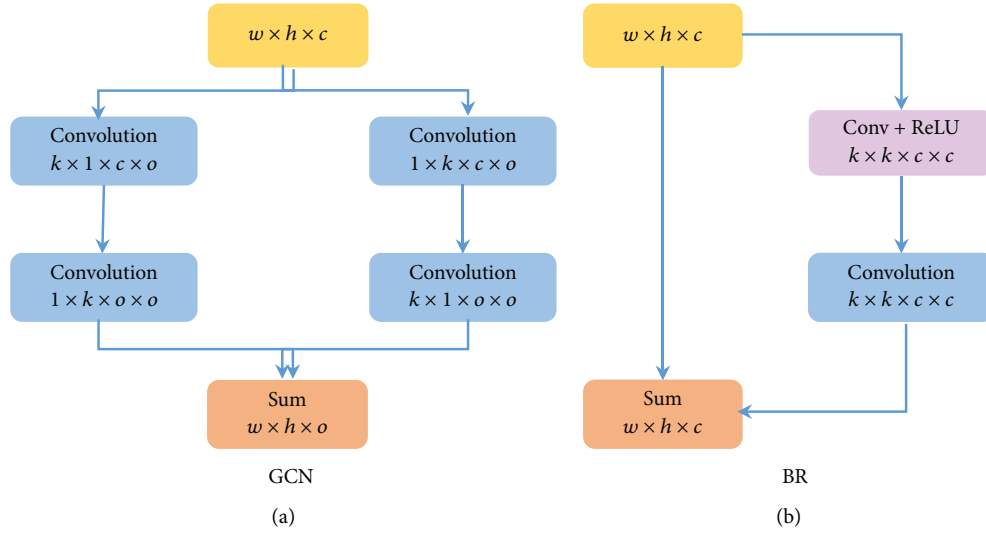 w × h × c
Convolution
k × 1 × c × o
Convolution
1 × k × c × o
Convolution
1 × k × o × o
Convolution
k × 1 × o × o
Sum
w × h × o
GCN
(a)
w × h × c
Conv + ReLU
k × k × c × c
Convolution
k × k × c × c
Sum
w × h × c
BR
(b)